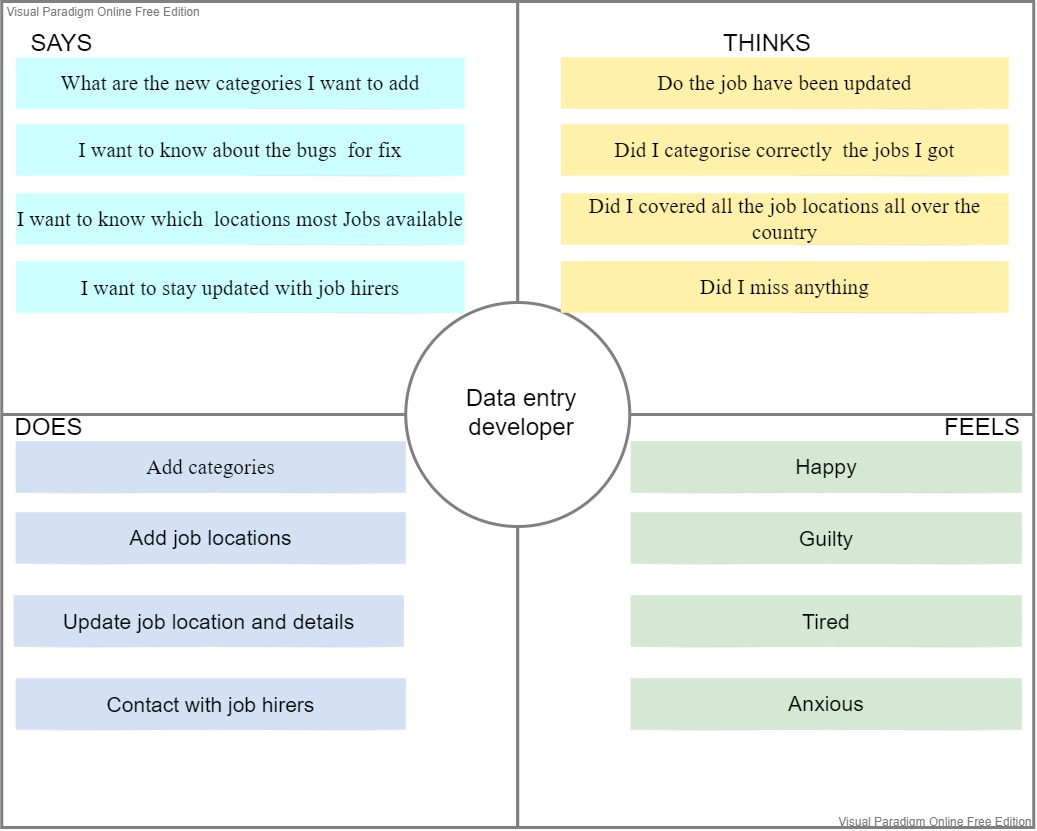 Visual Paradigm Online Free Edition
SAYS
What are the new categories I want to add
I want to know about the bugs  for fix
I want to know which  locations most Jobs available
I want to stay updated with job hirers
THINKS
Do the job have been updated
Did I categorise correctly  the jobs I got
Did I covered all the job locations all over the
country
Did I miss anything
Data entry
developer
DOES
Add categories
Add job locations
Update job location and details
Contact with job hirers
FEELS
Happy
Guilty
Tired
Anxious
Visual Paradigm Online Free Edition